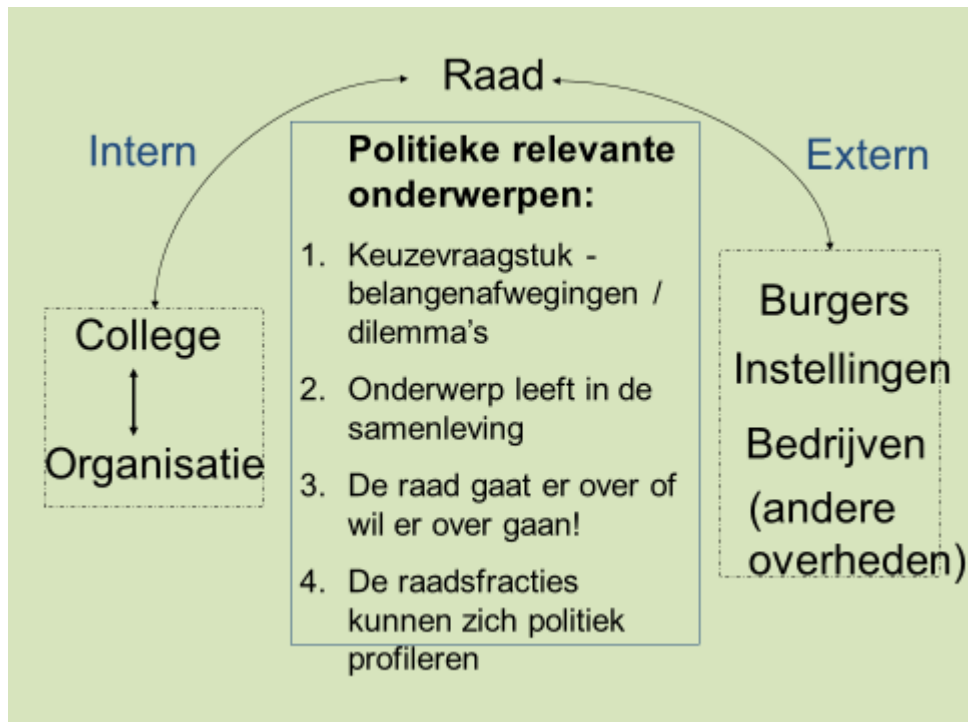 Raad
Intern
Extern
Politieke relevante
onderwerpen:
1. Keuzevraagstuk -
belangenafwegingen /
dilemma's
2. Onderwerp leeft in de
samenleving
3. De raad gaat er over of
wil er over gaan!
4. De raadsfracties
kunnen zich politiek
profileren
College
Organisatie
Burgers
Instellingen
Bedrijven
(andere
overheden)